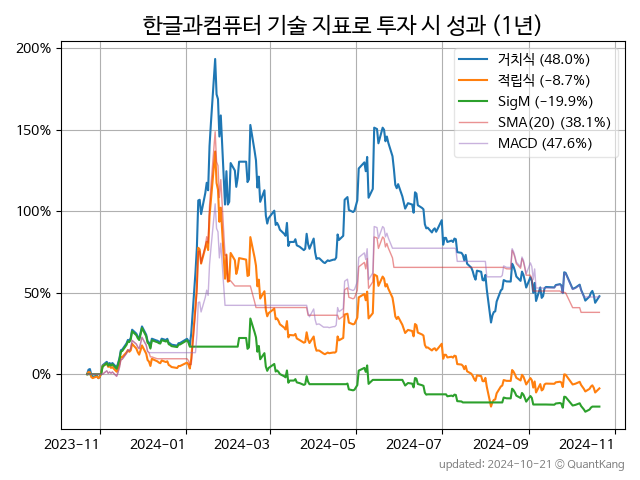 한글과컴퓨터 기술 지표로 투자 시 성과 (1년)
200%
150%
100%
50%
0%
거치식 (48.0%)
적립식 (-8.7%)
SigM (-19.9%)
SMA(20) (38.1%)
MACD (47.6%)
2023-11 2024-01 2024-03 2024-05 2024-07 2024-09 2024-11
updated: 2024-10-21 © QuantKang